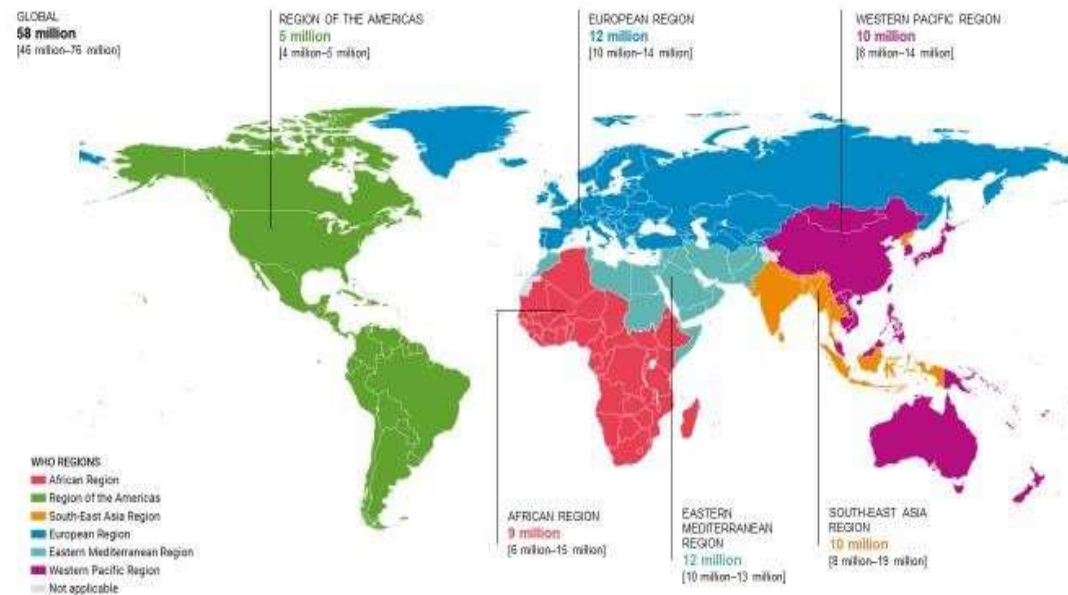 GLOBAL
58 million
[46 million–76 million]
REGION OF THE AMERICAS
5 million
[4 million–5 million]
EUROPEAN REGION
12 million
[10 million–14 million]
WESTERN PACIFIC REGION
10 million
[8 million–14 million]
WHO REGIONS
African Region
Region of the Americas
South-East Asia Region
European Region
Eastern Mediterranean Region
Western Pacific Region
Not applicable
AFRICAN REGION
9 million
[6 million–15 million]
EASTERN
MEDITERRANEAN
REGION
12 million
[10 million–13 million]
SOUTH-EAST ASIA
REGION
10 million
[8 million–19 million]